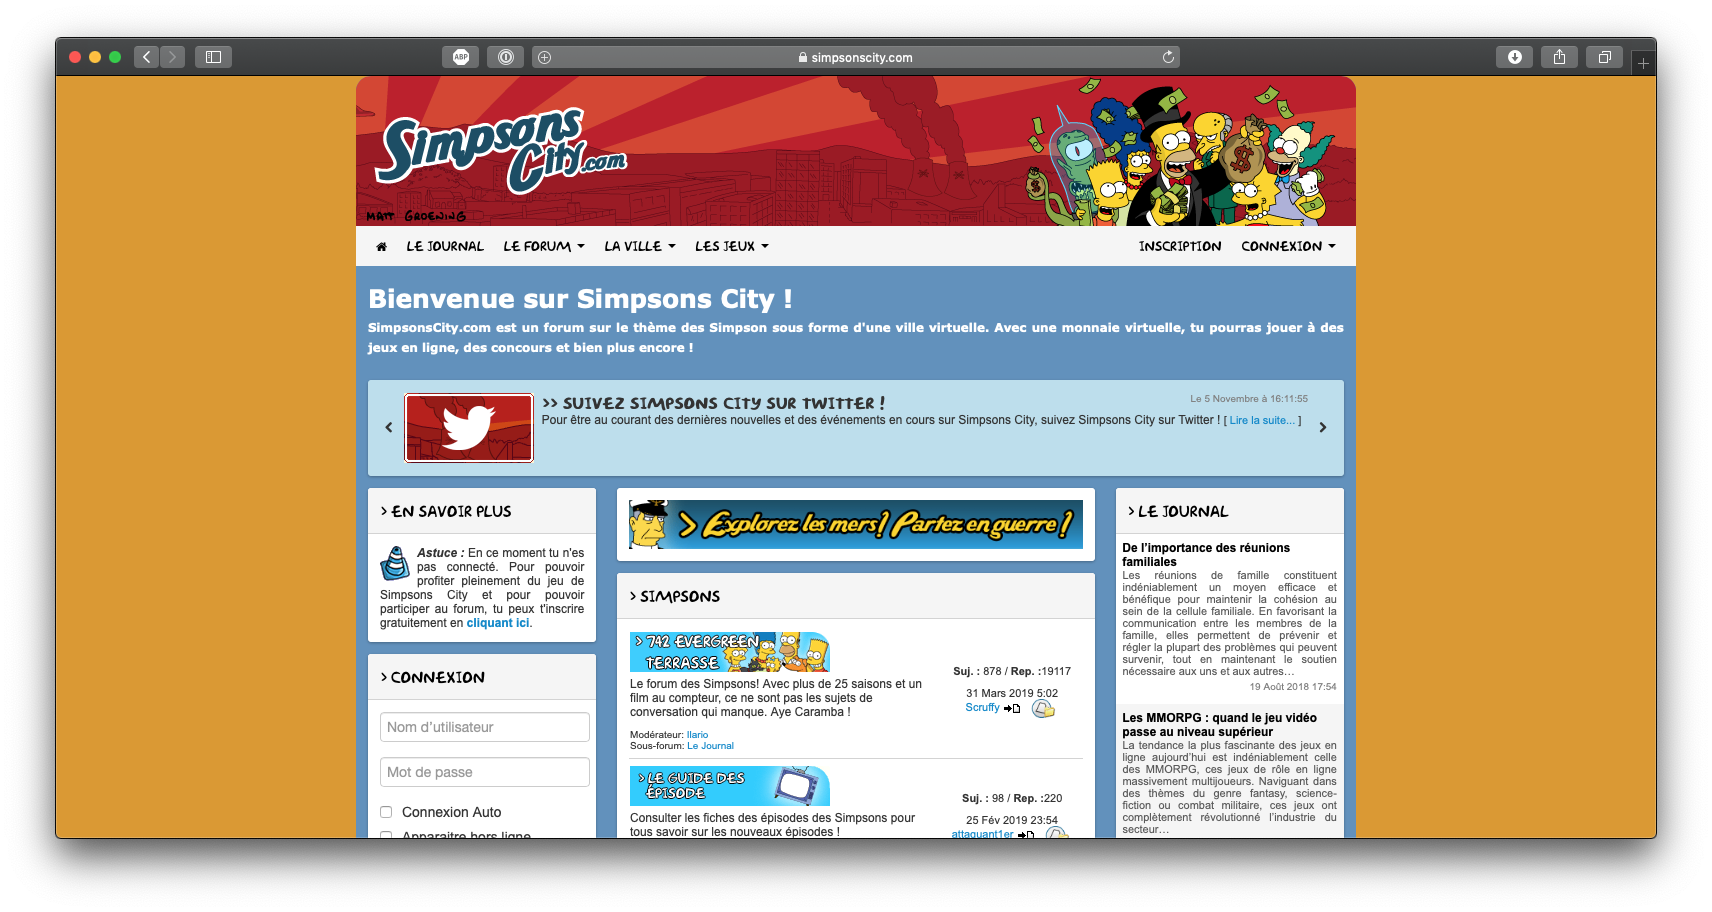 ABP
simpsonscity.com
Simpsons
City.com
MATT GROENING
LE JOURNAL LE FORUM LA VILLE LES JEUX INSCRIPTION CONNEXION
Bienvenue sur Simpsons City !
SimpsonsCity.com est un forum sur le thème des Simpson sous forme d'une ville virtuelle. Avec une monnaie virtuelle, tu pourras jouer à des
jeux en ligne, des concours et bien plus encore !
>> SUIVEZ SIMPSONS CITY SUR TWITTER !
Le 5 Novembre à 16:11:55
Pour être au courant des dernières nouvelles et des événements en cours sur Simpsons City, suivez Simpsons City sur Twitter ! [ Lire la suite... ]
> EN SAVOIR PLUS
Astuce : En ce moment tu n'es
pas connecté. Pour pouvoir
profiter pleinement du jeu de
Simpsons City et pour pouvoir
participer au forum, tu peux t'inscrire
gratuitement en cliquant ici.
> CONNEXION
Nom d'utilisateur
Mot de passe
Connexion Auto
Apparaitre hors ligne
> Explorez les mers! Partez en guerre!
> SIMPSONS
> 742 EVERGREEN
TERRASSE
Le forum des Simpsons! Avec plus de 25 saisons et un
film au compteur, ce ne sont pas les sujets de
conversation qui manque. Aye Caramba !
Modérateur: Ilario
Sous-forum: Le Journal
Suj. : 878 / Rep. :19117
31 Mars 2019 5:02
Scruffy
> LE GUIDE DES
ÉPISODE
Consulter les fiches des épisodes des Simpsons pour
tous savoir sur les nouveaux épisodes !
Suj. : 98 / Rep. :220
25 Fév 2019 23:54
attaquant1er
> LE JOURNAL
De l'importance des réunions
familiales
Les réunions de famille constituent
indéniablement un moyen efficace et
bénéfique pour maintenir la cohésion au
sein de la cellule familiale. En favorisant la
communication entre les membres de la
famille, elles permettent de prévenir et
régler la plupart des problèmes qui peuvent
survenir, tout en maintenant le soutien
nécessaire aux uns et aux autres…
19 Août 2018 17:54
Les MMORPG : quand le jeu vidéo
passe au niveau supérieur
La tendance la plus fascinante des jeux en
ligne aujourd'hui est indéniablement celle
des MMORPG, ces jeux de rôle en ligne
massivement multijoueurs. Naviguant dans
des thèmes du genre fantasy, science-
fiction ou combat militaire, ces jeux ont
complètement révolutionné l'industrie du
secteur…